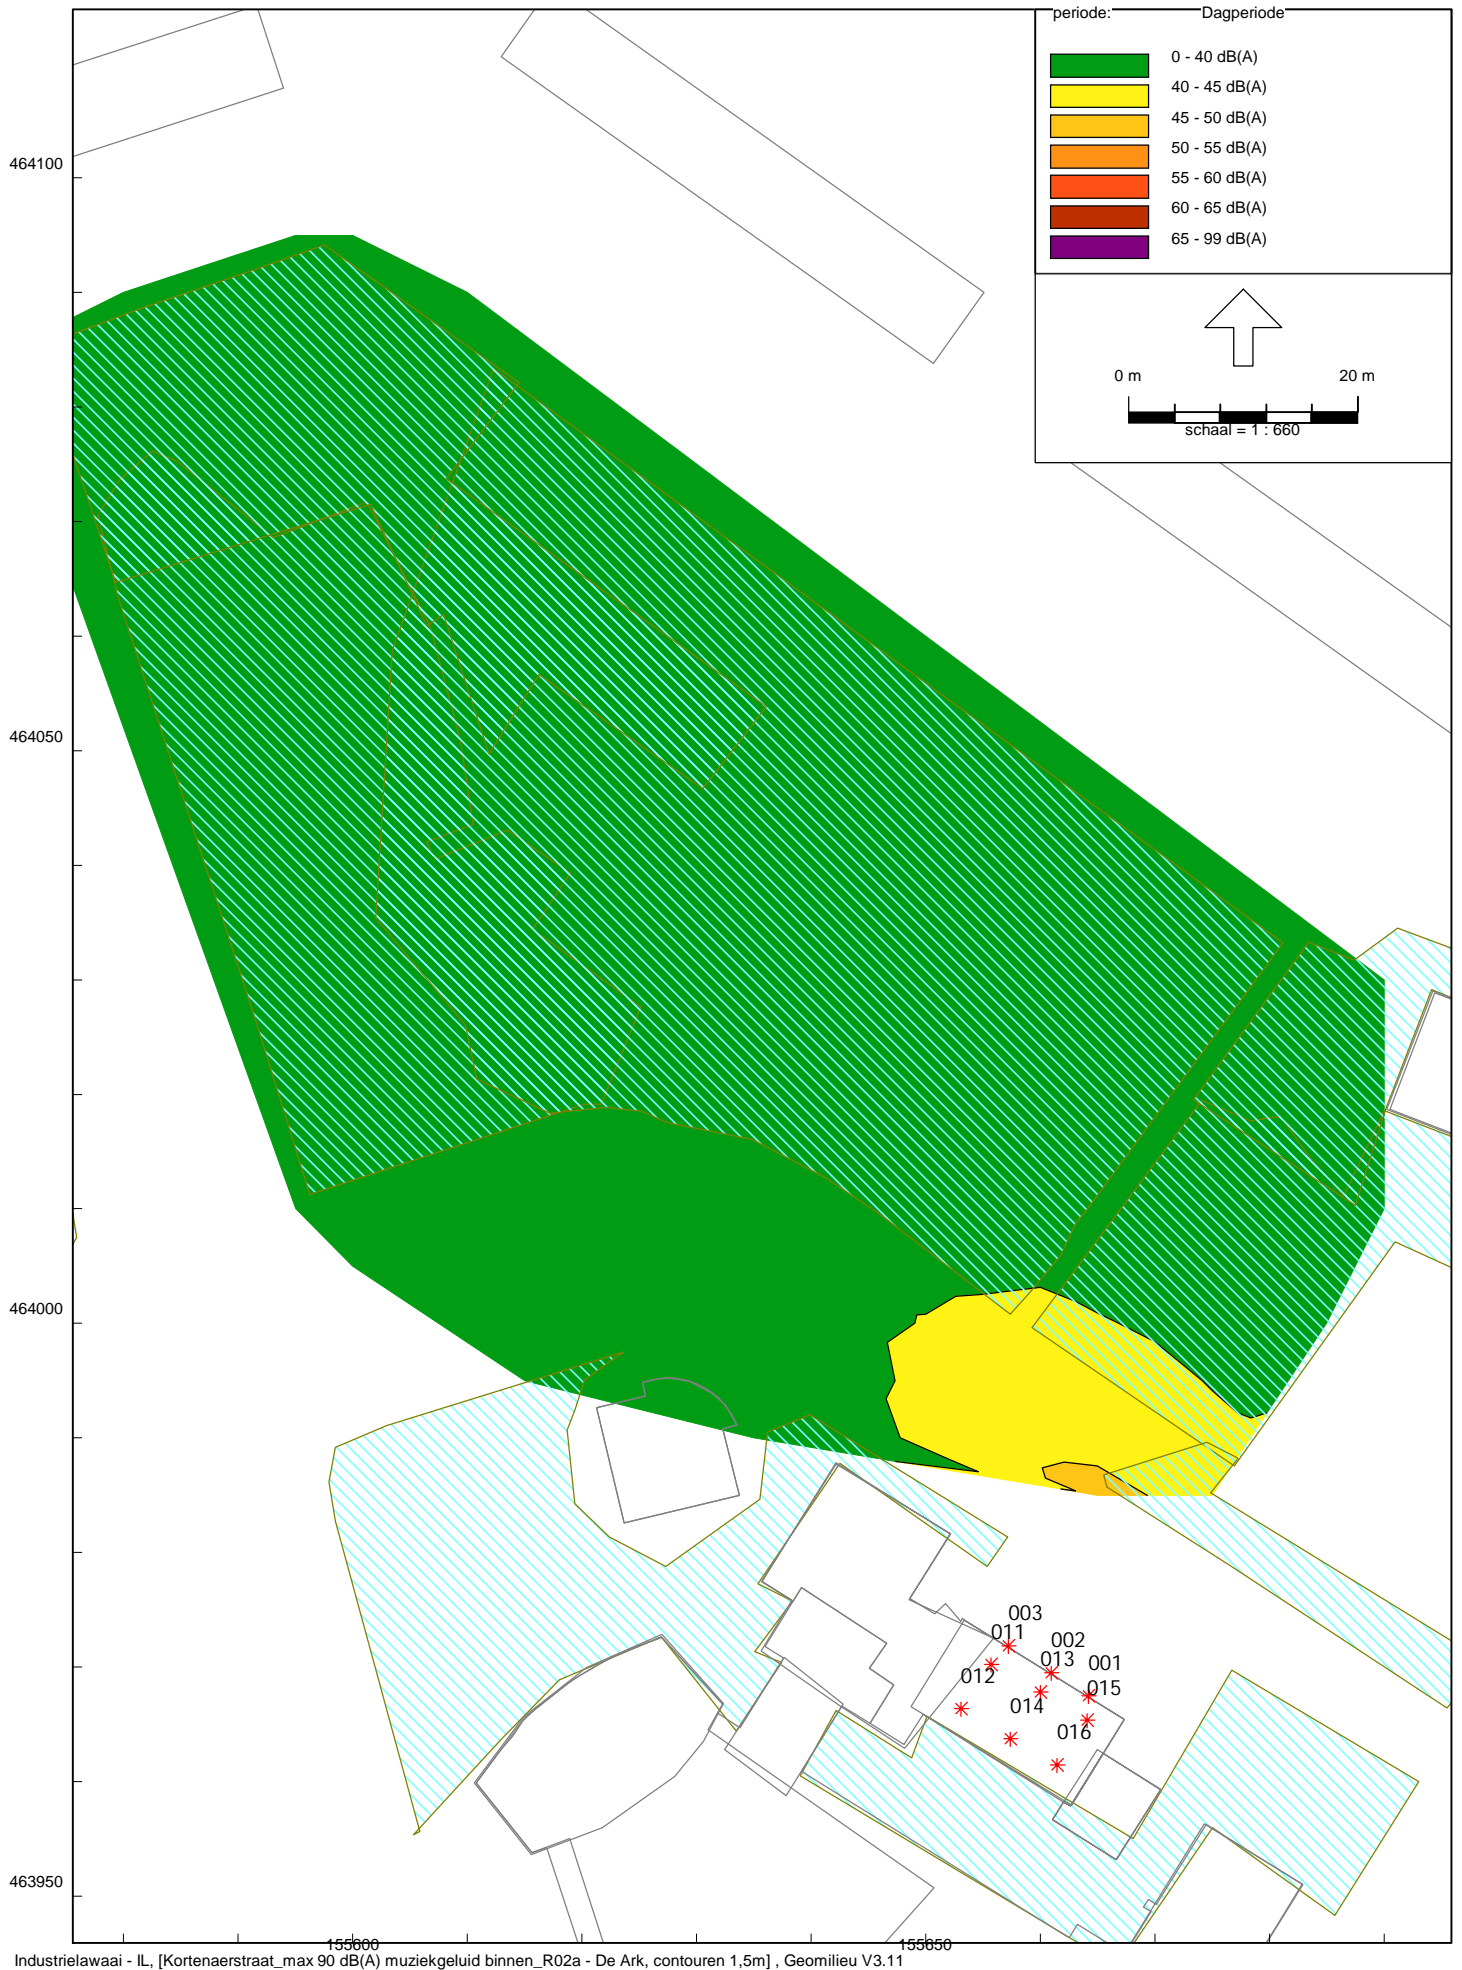 periode: Dagperiode
0 - 40 dB(A)
40 - 45 dB(A)
45 - 50 dB(A)
50 - 55 dB(A)
55 - 60 dB(A)
60 - 65 dB(A)
65 - 99 dB(A)
0 m 20 m
schaal = 1 : 660
464100
464050
464000
463950
003
011
002
013
001
012
015
014
016
155600
155650
Industrielawaai - IL, [Kortenaerstraat_max 90 dB(A) muziekgeluid binnen_R02a - De Ark, contouren 1,5m] , Geomilieu V3.11